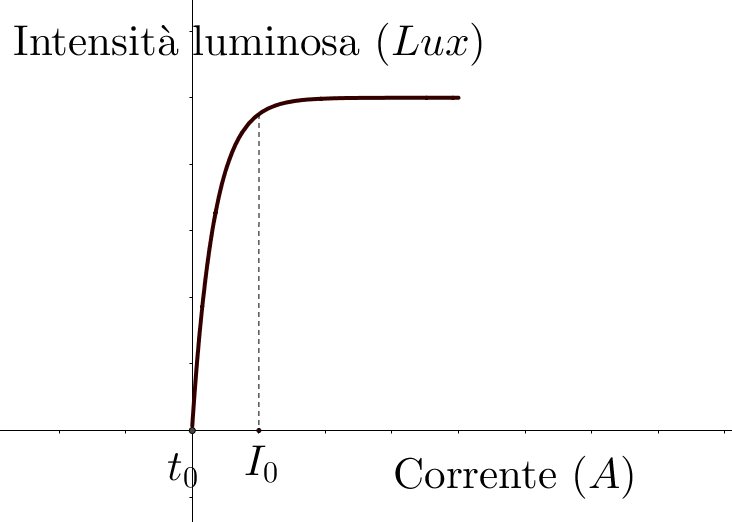 Intensità luminosa (Lux)
t₀
I₀
Corrente (A)